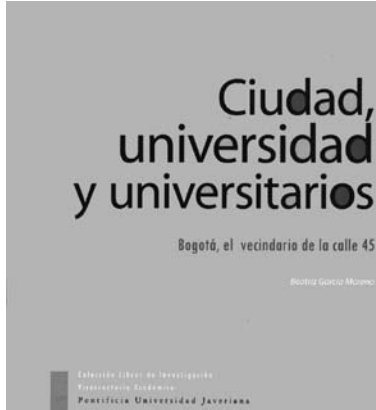 Ciudad,
universidad
y universitarios
Bogotá, el vecindario de la calle 45
Beatriz García Moreno
Colección Libros de Investigación
Vicerrectoría Académica
Pontificia Universidad Javeriana